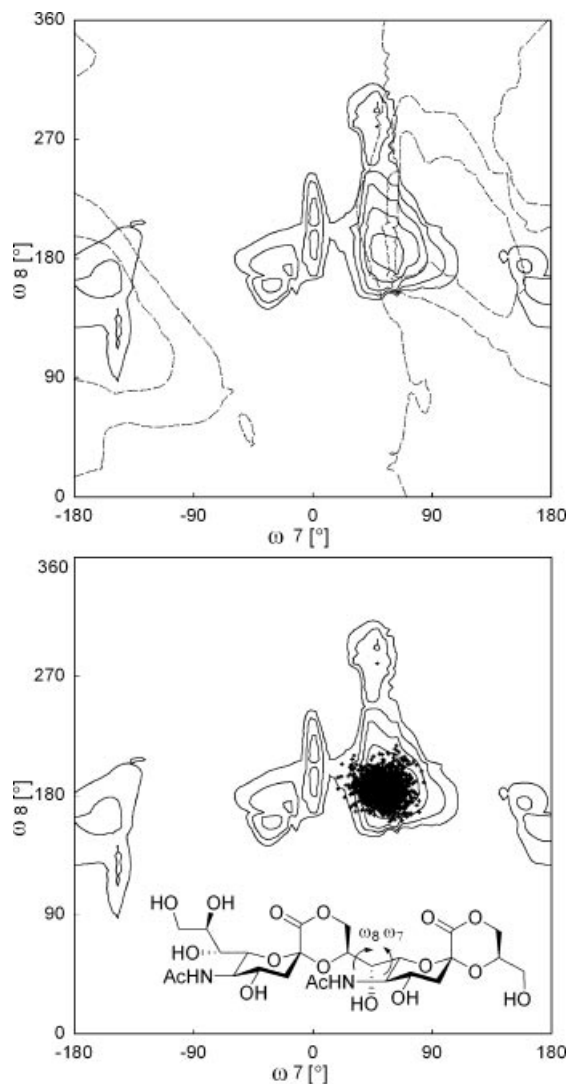 360
270
180
90
0
ω 8 [°]
-180 -90 0 90 180
ω 7 [°]
360
270
180
90
0
ω 8 [°]
HO OH
HO
AcHN
OH
O
O
O
O
ω8 ω7
AcHN
HO
OH
O
O
O
O
HO
-180 -90 0 90 180
ω 7 [°]